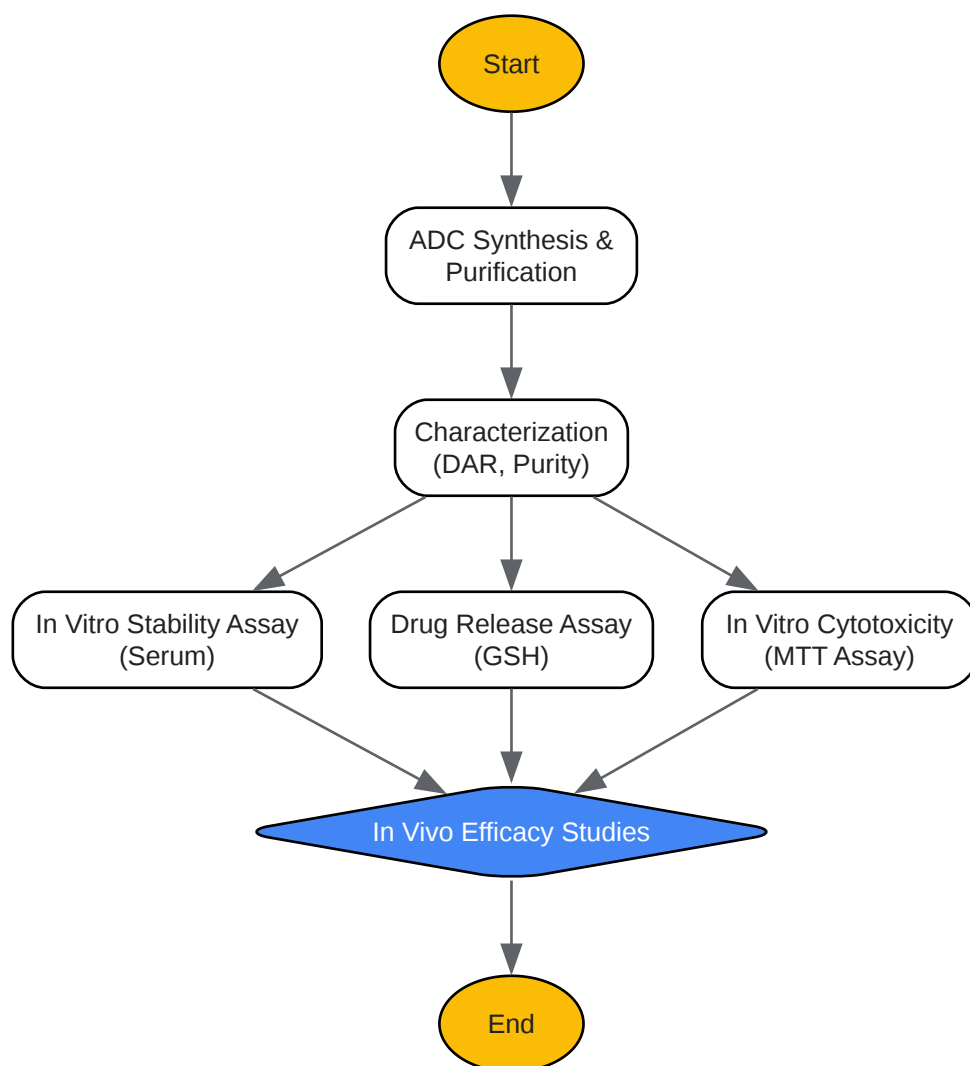 Start
ADC Synthesis &
Purification
Characterization
(DAR, Purity)
In Vitro Stability Assay
(Serum)
Drug Release Assay
(GSH)
In Vitro Cytotoxicity
(MTT Assay)
In Vivo Efficacy Studies
End